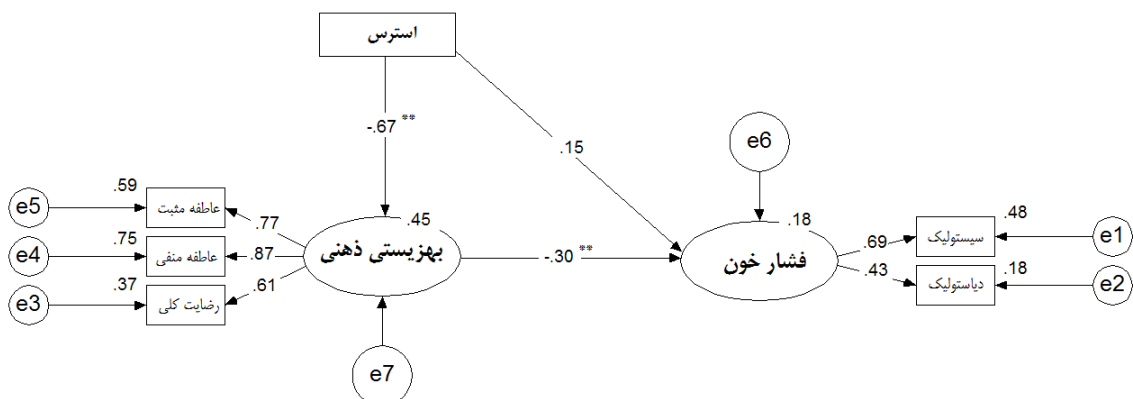 استرس
-.67 **
.15
e6
.59
e5
عاطفه مثبت
.77
.45
.18
.48
.75
e4
عاطفه منفی
.87
بهزیستی ذهنی
-.30 **
فشار خون
.69
سیستولیک
e1
.37
e3
رضایت کلی
.61
.43
دیاستولیک
.18
e2
e7